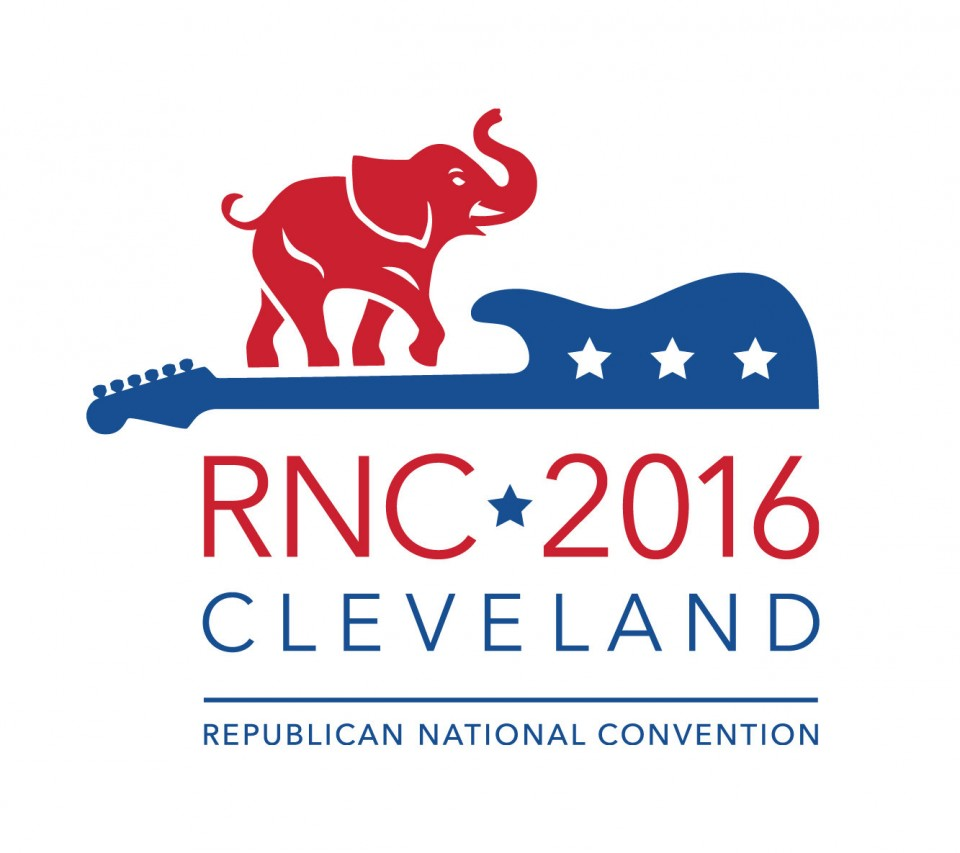 RNC★2016
CLEVELAND
REPUBLICAN NATIONAL CONVENTION